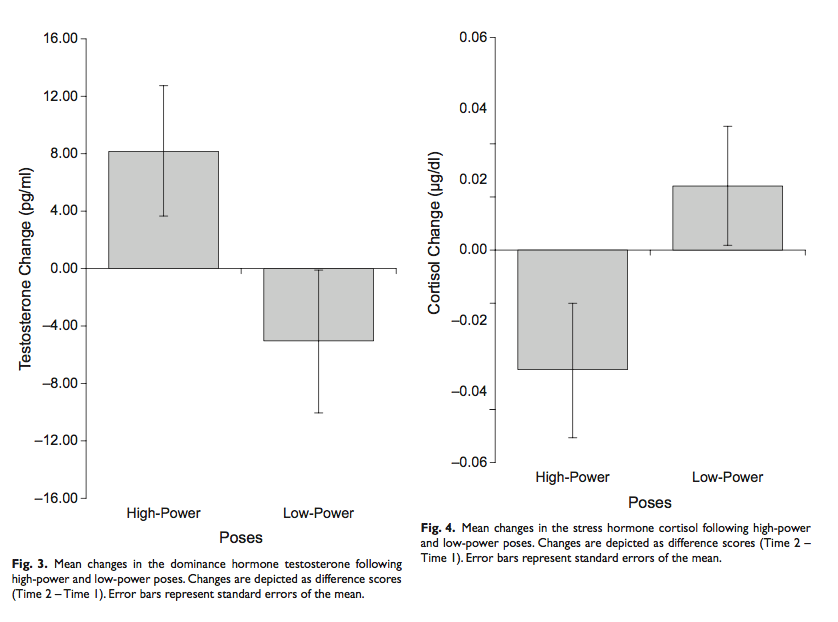 16.00
12.00
8.00
4.00
0.00
–4.00
–8.00
–12.00
–16.00
Testosterone Change (pg/ml)
High-Power
Low-Power
Poses
Fig. 3. Mean changes in the dominance hormone testosterone following
high-power and low-power poses. Changes are depicted as difference scores
(Time 2 – Time 1). Error bars represent standard errors of the mean.
0.06
0.04
0.02
0.00
–0.02
–0.04
–0.06
Cortisol Change (µg/dl)
High-Power
Low-Power
Poses
Fig. 4. Mean changes in the stress hormone cortisol following high-power
and low-power poses. Changes are depicted as difference scores (Time 2 –
Time 1). Error bars represent standard errors of the mean.